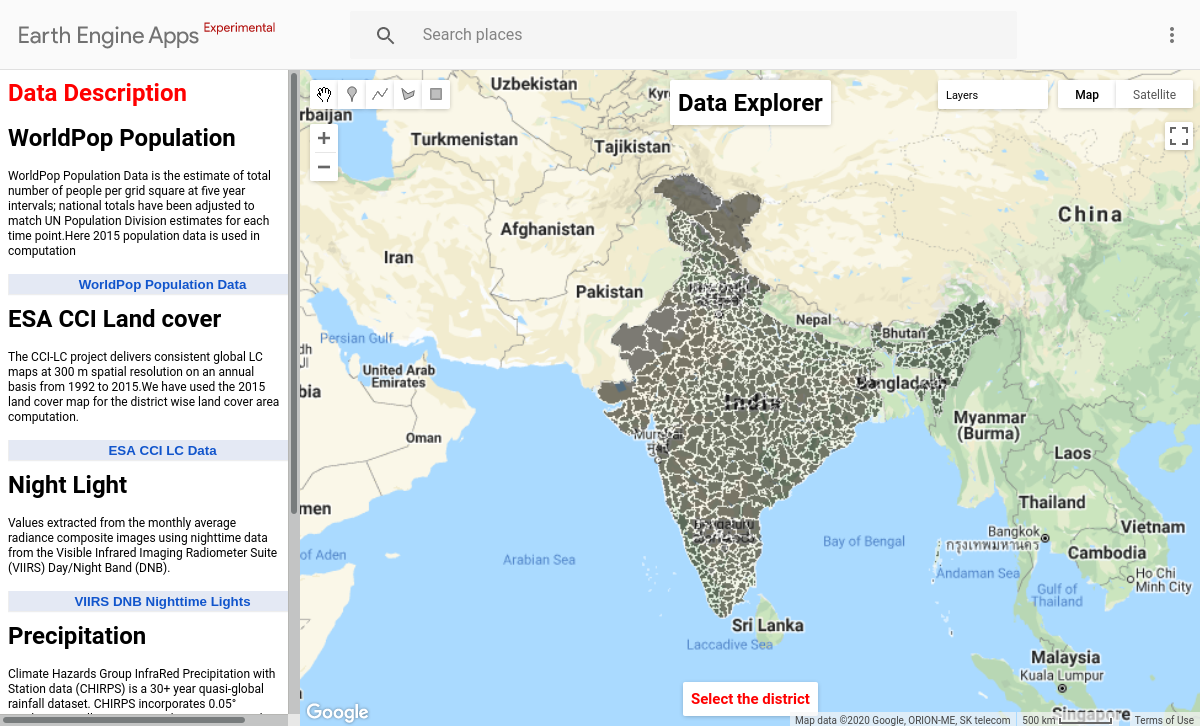 Earth Engine Apps Experimental
Search places
Data Description
WorldPop Population
WorldPop Population Data is the estimate of total
number of people per grid square at five year
intervals; national totals have been adjusted to
match UN Population Division estimates for each
time point.Here 2015 population data is used in
computation
WorldPop Population Data
ESA CCI Land cover
The CCI-LC project delivers consistent global LC
maps at 300 m spatial resolution on an annual
basis from 1992 to 2015.We have used the 2015
land cover map for the district wise land cover area
computation.
ESA CCI LC Data
Night Light
Values extracted from the monthly average
radiance composite images using nighttime data
from the Visible Infrared Imaging Radiometer Suite
(VIIRS) Day/Night Band (DNB).
VIIRS DNB Nighttime Lights
Precipitation
Climate Hazards Group InfraRed Precipitation with
Station data (CHIRPS) is a 30+ year quasi-global
rainfall dataset. CHIRPS incorporates 0.05°
Data Explorer
Layers
Map
Satellite
Uzbekistan
Kyr
rbaijan
Turkmenistan
Tajikistan
China
Afghanistan
Iran
Pakistan
Nepal
Bhutan
Persian Gulf
United Arab
Emirates
bia
Bangladesh
India
Mumbai
Oman
Myanmar
(Burma)
Laos
men
Thailand
Bengaluru
Vietnam
Bangkok
กรุงเทพมหานคร
Cambodia
of Aden
Arabian Sea
Bay of Bengal
Andaman Sea
Ho Chi
Minh City
Gulf of
Thailand
Sri Lanka
Laccadive Sea
Malaysia
Kuala Lumpur
Select the district
Singapore
Google
Map data ©2020 Google, ORION-ME, SK telecom
500 km
Terms of Use